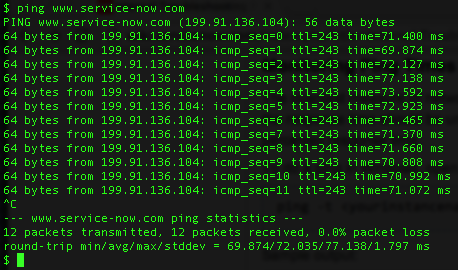 $ ping www.service-now.com
PING www.service-now.com (199.91.136.104): 56 data bytes
64 bytes from 199.91.136.104: icmp_seq=0 ttl=243 time=71.400 ms
64 bytes from 199.91.136.104: icmp_seq=1 ttl=243 time=69.874 ms
64 bytes from 199.91.136.104: icmp_seq=2 ttl=243 time=72.127 ms
64 bytes from 199.91.136.104: icmp_seq=3 ttl=243 time=77.138 ms
64 bytes from 199.91.136.104: icmp_seq=4 ttl=243 time=73.592 ms
64 bytes from 199.91.136.104: icmp_seq=5 ttl=243 time=72.923 ms
64 bytes from 199.91.136.104: icmp_seq=6 ttl=243 time=71.465 ms
64 bytes from 199.91.136.104: icmp_seq=7 ttl=243 time=71.370 ms
64 bytes from 199.91.136.104: icmp_seq=8 ttl=243 time=71.660 ms
64 bytes from 199.91.136.104: icmp_seq=9 ttl=243 time=70.808 ms
64 bytes from 199.91.136.104: icmp_seq=10 ttl=243 time=70.992 ms
64 bytes from 199.91.136.104: icmp_seq=11 ttl=243 time=71.072 ms
^C
--- www.service-now.com ping statistics ---
12 packets transmitted, 12 packets received, 0.0% packet loss
round-trip min/avg/max/stddev = 69.874/72.035/77.138/1.797 ms
$